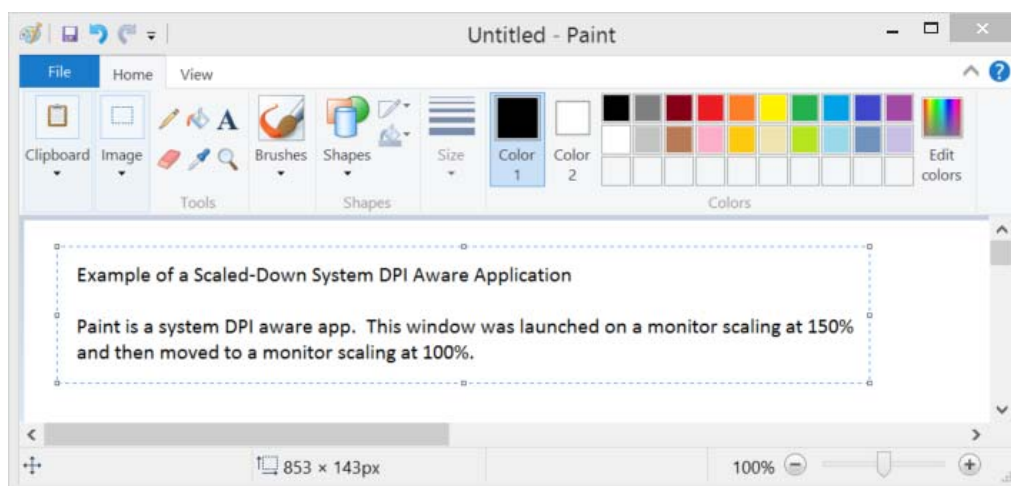 Untitled - Paint
File Home View
Clipboard Image Brushes Shapes Size Color 1 Color 2 Edit colors
Tools Shapes Colors
Example of a Scaled-Down System DPI Aware Application
Paint is a system DPI aware app.  This window was launched on a monitor scaling at 150%
and then moved to a monitor scaling at 100%.
853 × 143px 100%